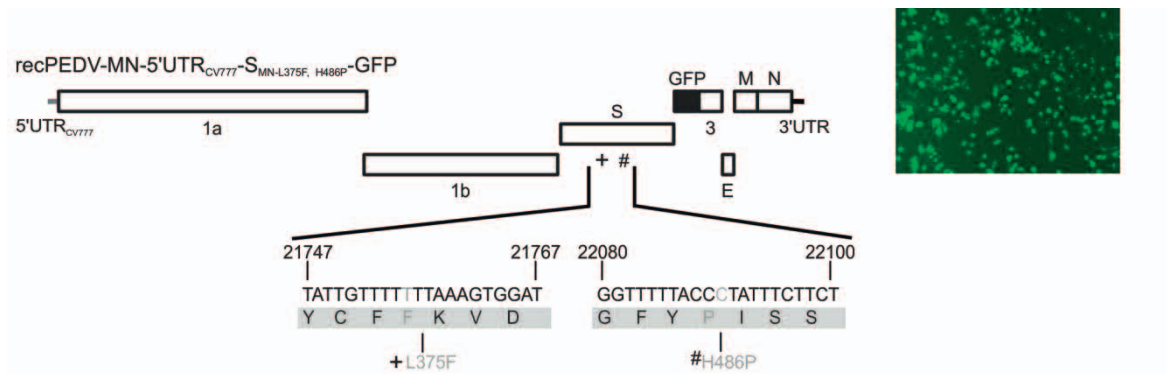 recPEDV-MN-5'UTRCV777-SMN-L375F, H486P-GFP
GFP M N
5'UTRCV777 1a S 3 3'UTR
+ #
1b E
21747 21767 22080 22100
TATTGTTTTTTTAAAGTGGAT GGTTTTTACCCTATTTCTTCT
Y C F F K V D G F Y P I S S
+L375F #H486P